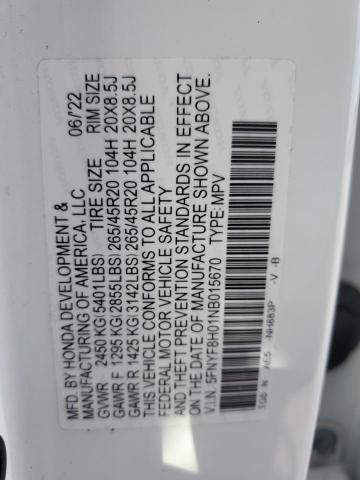 MFD. BY HONDA DEVELOPMENT & 06/22
MANUFACTURING OF AMERICA, LLC
TIRE SIZE RIM SIZE
GVWR 2450 KG(5401LBS)
GAWR F 1295 KG(2855LBS) 265/45R20 104H 20X8.5J
GAWR R 1425 KG(3142LBS) 265/45R20 104H 20X8.5J
THIS VEHICLE CONFORMS TO ALL APPLICABLE
FEDERAL MOTOR VEHICLE SAFETY
AND THEFT PREVENTION STANDARDS IN EFFECT
ON THE DATE OF MANUFACTURE SHOWN ABOVE.
V.I.N. 5FNYF8H01NB015670 TYPE: MPV
NH883P V -B